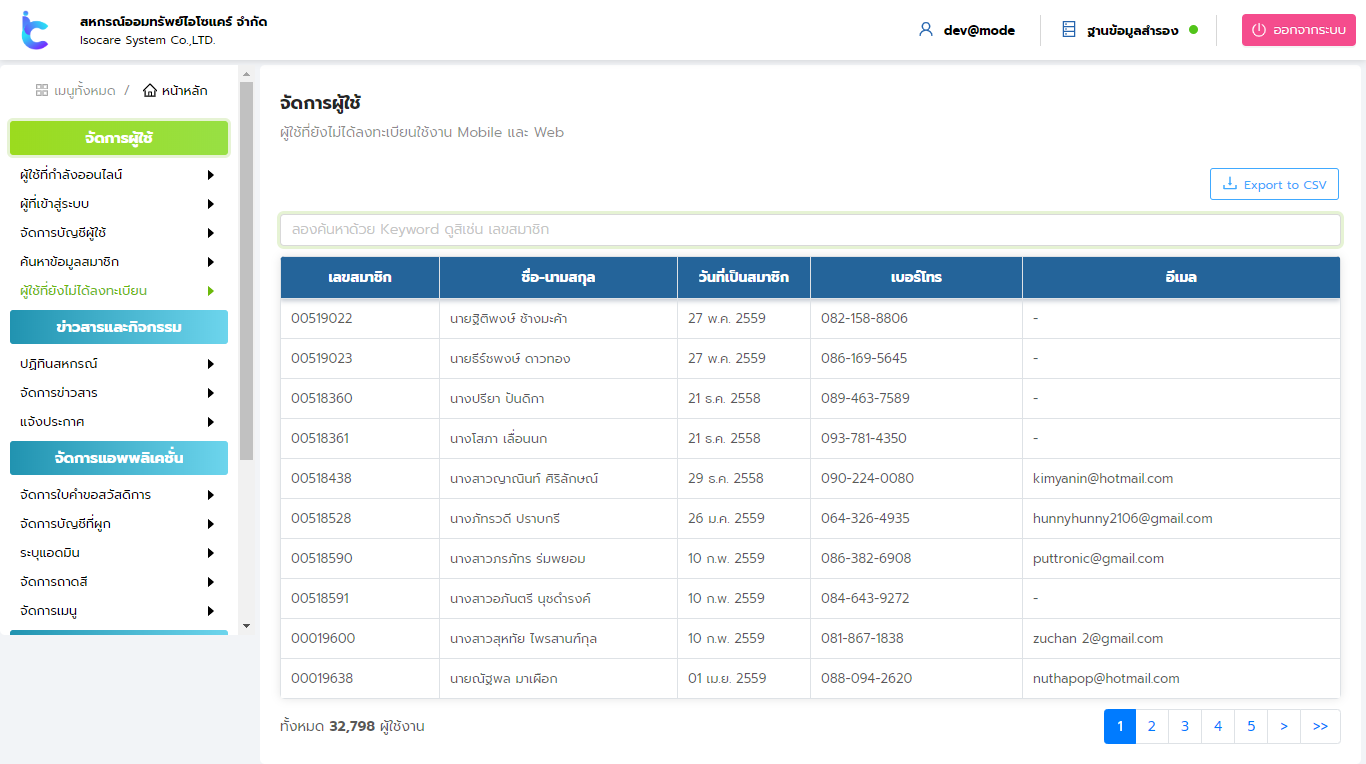 สหกรณ์ออมทรัพย์ไอโซแคร์ จำกัด
Isocare System Co.,LTD.
dev@mode
ฐานข้อมูลสำรอง
ออกจากระบบ
เมนูทั้งหมด / หน้าหลัก
จัดการผู้ใช้
ผู้ใช้ที่กำลังออนไลน์
ผู้ที่เข้าสู่ระบบ
จัดการบัญชีผู้ใช้
ค้นหาข้อมูลสมาชิก
ผู้ใช้ที่ยังไม่ได้ลงทะเบียน
ข่าวสารและกิจกรรม
ปฏิทินสหกรณ์
จัดการข่าวสาร
แจ้งประกาศ
จัดการแอพพลิเคชั่น
จัดการใบคำขอสวัสดิการ
จัดการบัญชีที่ผูก
ระบุแอดมิน
จัดการถาดสี
จัดการเมนู
จัดการผู้ใช้
ผู้ใช้ที่ยังไม่ได้ลงทะเบียนใช้งาน Mobile และ Web
Export to CSV
ลองค้นหาด้วย Keyword ดูสิเช่น เลขสมาชิก
เลขสมาชิก ชื่อ-นามสกุล วันที่เป็นสมาชิก เบอร์โทร อีเมล
00519022 นายฐิติพงษ์ ช้างมะค้า 27 พ.ค. 2559 082-158-8806 -
00519023 นายธีร์ชพงษ์ ดาวทอง 27 พ.ค. 2559 086-169-5645 -
00518360 นางปรียา ปันดิกา 21 ธ.ค. 2558 089-463-7589 -
00518361 นางโสภา เลื่อนนก 21 ธ.ค. 2558 093-781-4350 -
00518438 นางสาวญาณินท์ ศิริลักษณ์ 29 ธ.ค. 2558 090-224-0080 kimyanin@hotmail.com
00518528 นางภัทรวดี ปราบกรี 26 ม.ค. 2559 064-326-4935 hunnyhunny2106@gmail.com
00518590 นางสาวภรภัทร ร่มพยอม 10 ก.พ. 2559 086-382-6908 puttronic@gmail.com
00518591 นางสาวอภันตรี นุชดำรงค์ 10 ก.พ. 2559 084-643-9272 -
00019600 นางสาวสุหทัย ไพรสานฑ์กุล 10 ก.พ. 2559 081-867-1838 zuchan 2@gmail.com
00019638 นายณัฐพล มาเผือก 01 เม.ย. 2559 088-094-2620 nuthapop@hotmail.com
ทั้งหมด 32,798 ผู้ใช้งาน
1 2 3 4 5 > >>